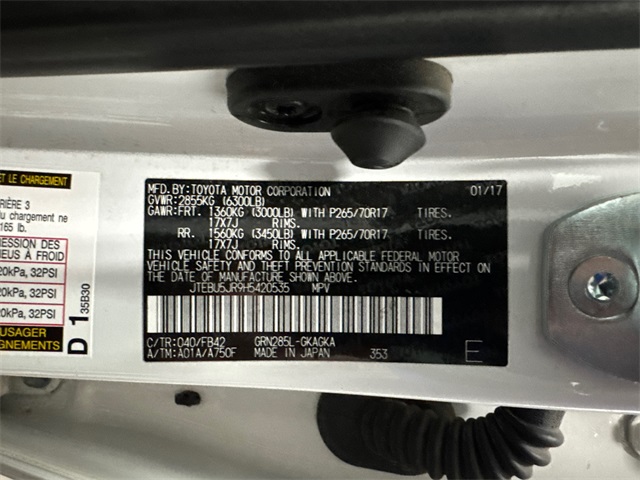 MFD.BY:TOYOTA MOTOR CORPORATION 01/17
GVWR:2855KG (6300LB)
GAWR:FRT. 1360KG (3000LB) WITH P265/70R17 TIRES.
17X7J RIMS.
RR. 1560KG (3450LB) WITH P265/70R17 TIRES.
17X7J RIMS.
THIS VEHICLE CONFORMS TO ALL APPLICABLE FEDERAL MOTOR
VEHICLE SAFETY AND THEFT PREVENTION STANDARDS IN EFFECT
ON THE DATE OF MANUFACTURE SHOWN ABOVE.
JTEBU5JR9H5420535 MPV
C/TR:040/FB42 GRN285L-GKAGKA
A/TM:A01A/A750F MADE IN JAPAN 353 E
ET LE CHARGEMENT
RIÈRE 3
du chargement ne
165 lb.
ESSION DES
EUS À FROID
20kPa, 32PSI
20kPa, 32PSI
20kPa, 32PSI
USAGER
GNEMENTS
D 1 35B30